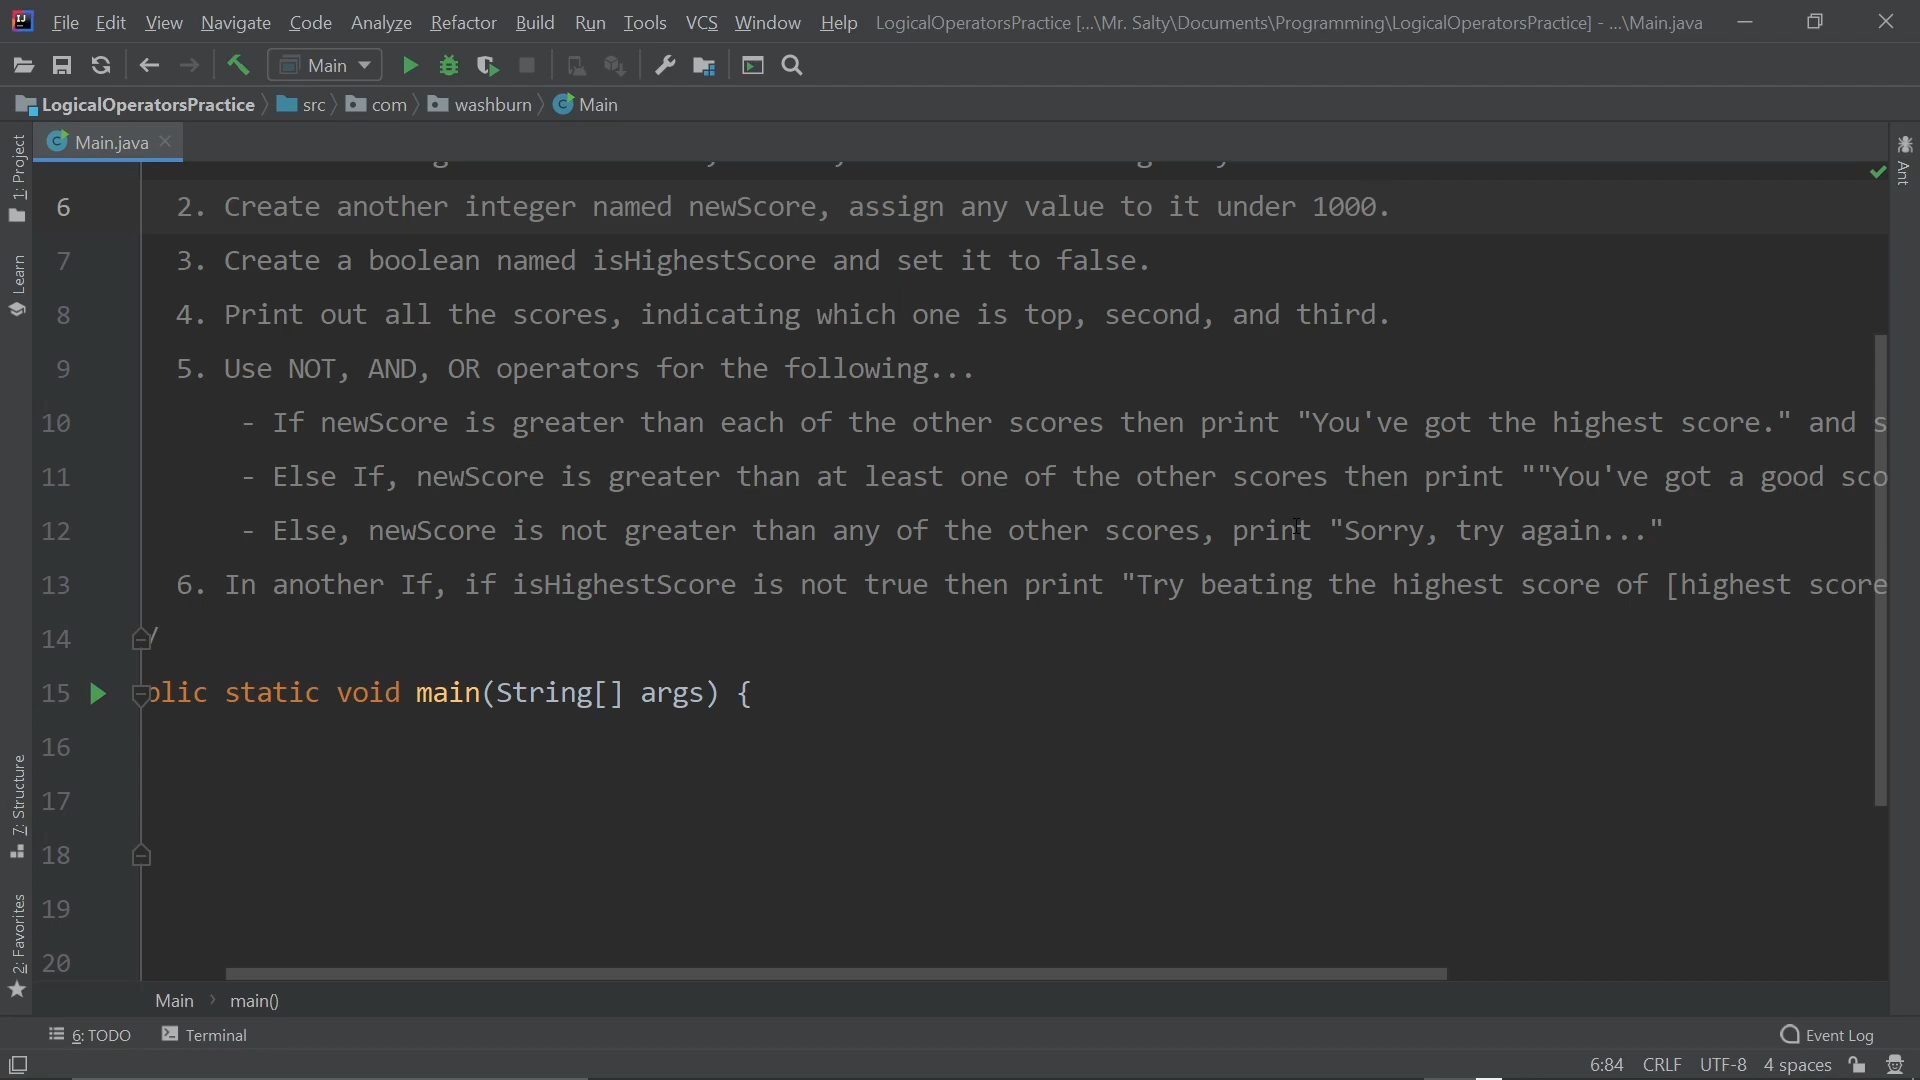 File Edit View Navigate Code Analyze Refactor Build Run Tools VCS Window Help LogicalOperatorsPractice [...\Mr. Salty\Documents\Programming\LogicalOperatorsPractice] - ...\Main.java
Main
LogicalOperatorsPractice src com washburn Main
Main.java
1: Project
Learn
7: Structure
2: Favorites
Ant
6 2. Create another integer named newScore, assign any value to it under 1000.
7 3. Create a boolean named isHighestScore and set it to false.
8 4. Print out all the scores, indicating which one is top, second, and third.
9 5. Use NOT, AND, OR operators for the following...
10 - If newScore is greater than each of the other scores then print "You've got the highest score." and s
11 - Else If, newScore is greater than at least one of the other scores then print ""You've got a good sco
12 - Else, newScore is not greater than any of the other scores, print "Sorry, try again..."
13 6. In another If, if isHighestScore is not true then print "Try beating the highest score of [highest score
14 /
15 blic static void main(String[] args) {
16
17
18
19
20
Main main()
6: TODO Terminal Event Log
6:84 CRLF UTF-8 4 spaces